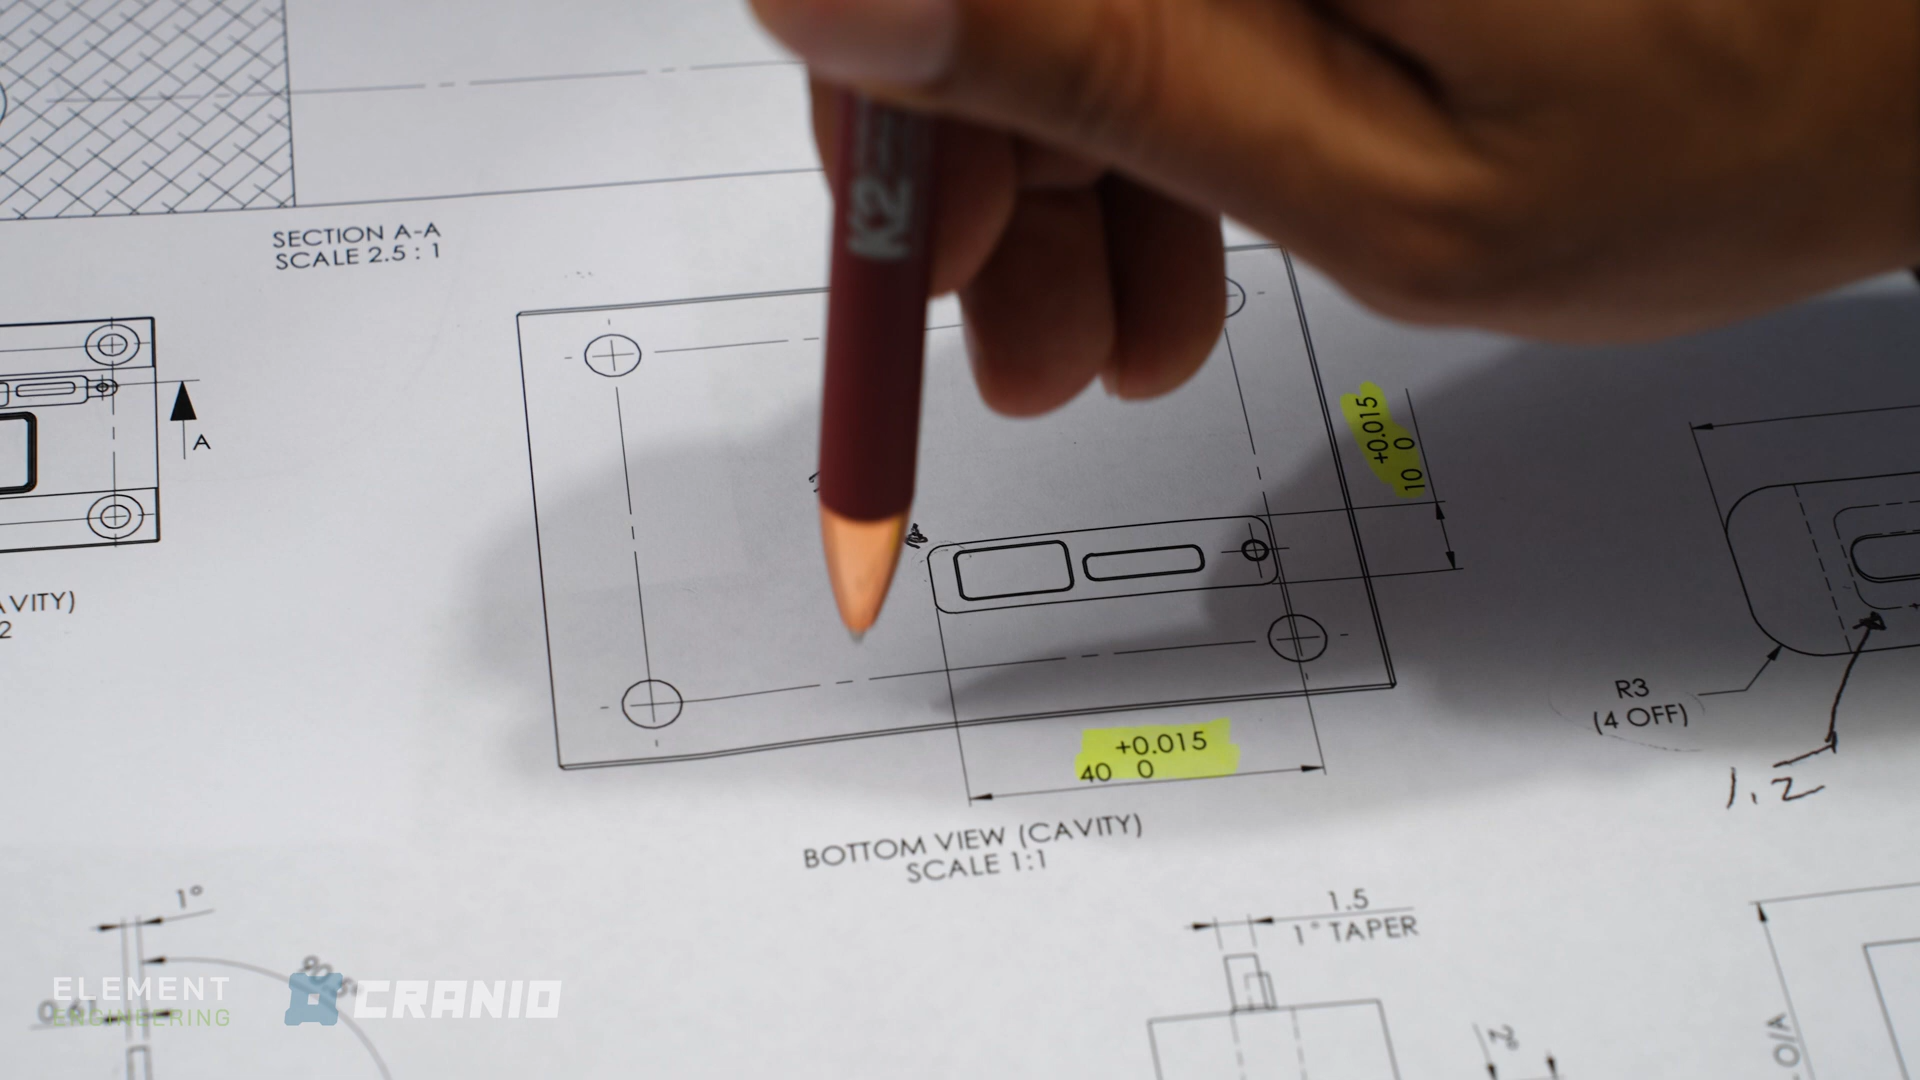 K2
SECTION A-A
SCALE 2.5 : 1
A
+0.015
10 0
R3
(4 OFF)
1.2
+0.015
40 0
BOTTOM VIEW (CAVITY)
SCALE 1:1
1°
1.5
1° TAPER
2°
O/A
ELEMENT
ENGINEERING
CRANIO